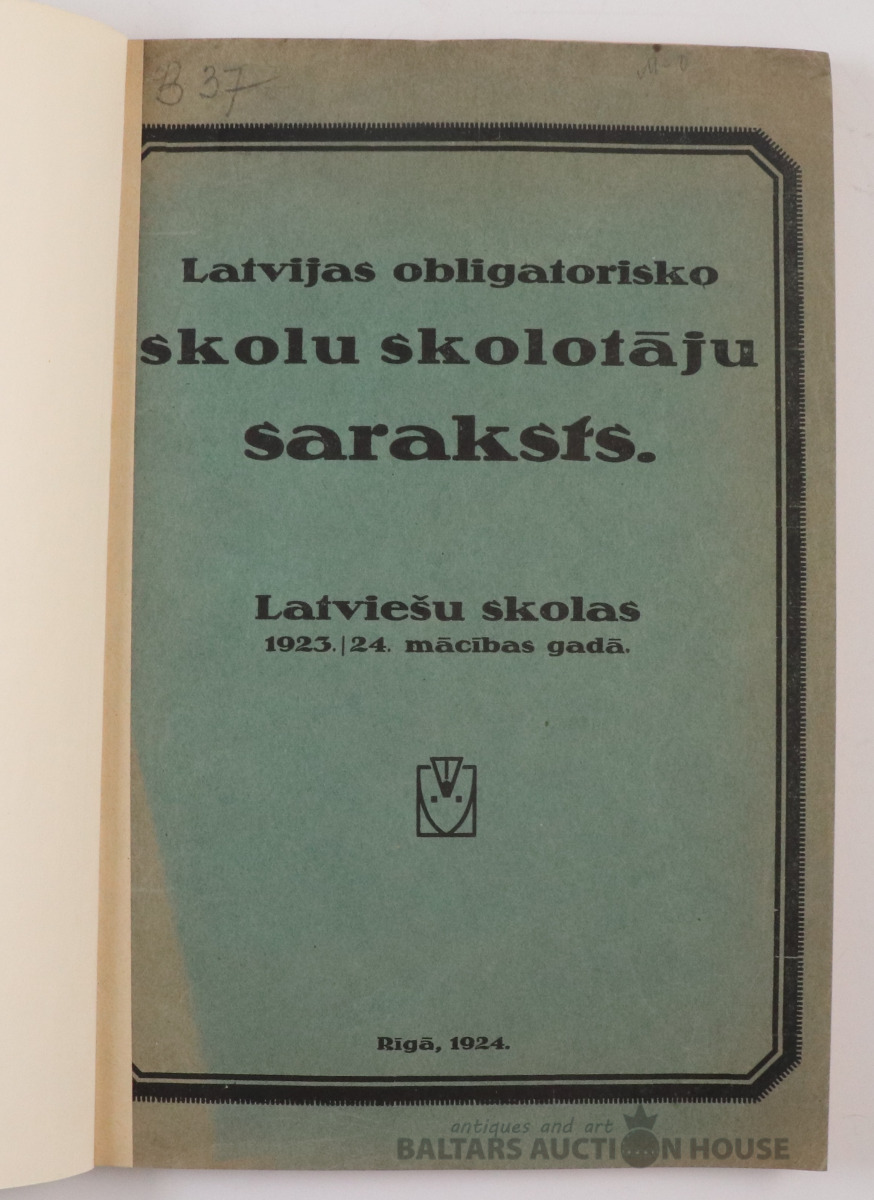 B 37
Latvijas obligatorisko
skolu skolotāju
saraksts.
Latviešu skolas
1923.|24. mācības gadā.
Rīgā, 1924.
antiques and art
BALTARS AUCTION HOUSE